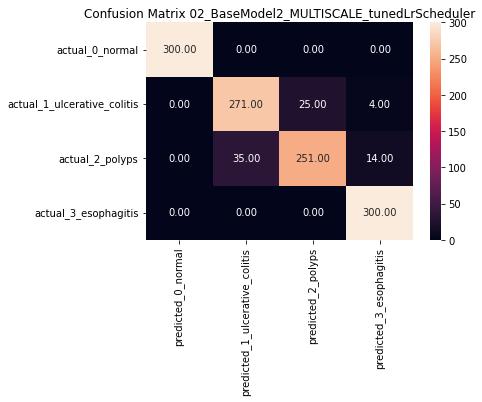 Confusion Matrix 02_BaseModel2_MULTISCALE_tunedLrScheduler
actual_0_normal 300.00 0.00 0.00 0.00
actual_1_ulcerative_colitis 0.00 271.00 25.00 4.00
actual_2_polyps 0.00 35.00 251.00 14.00
actual_3_esophagitis 0.00 0.00 0.00 300.00
predicted_0_normal
predicted_1_ulcerative_colitis
predicted_2_polyps
predicted_3_esophagitis
300
250
200
150
100
50
0